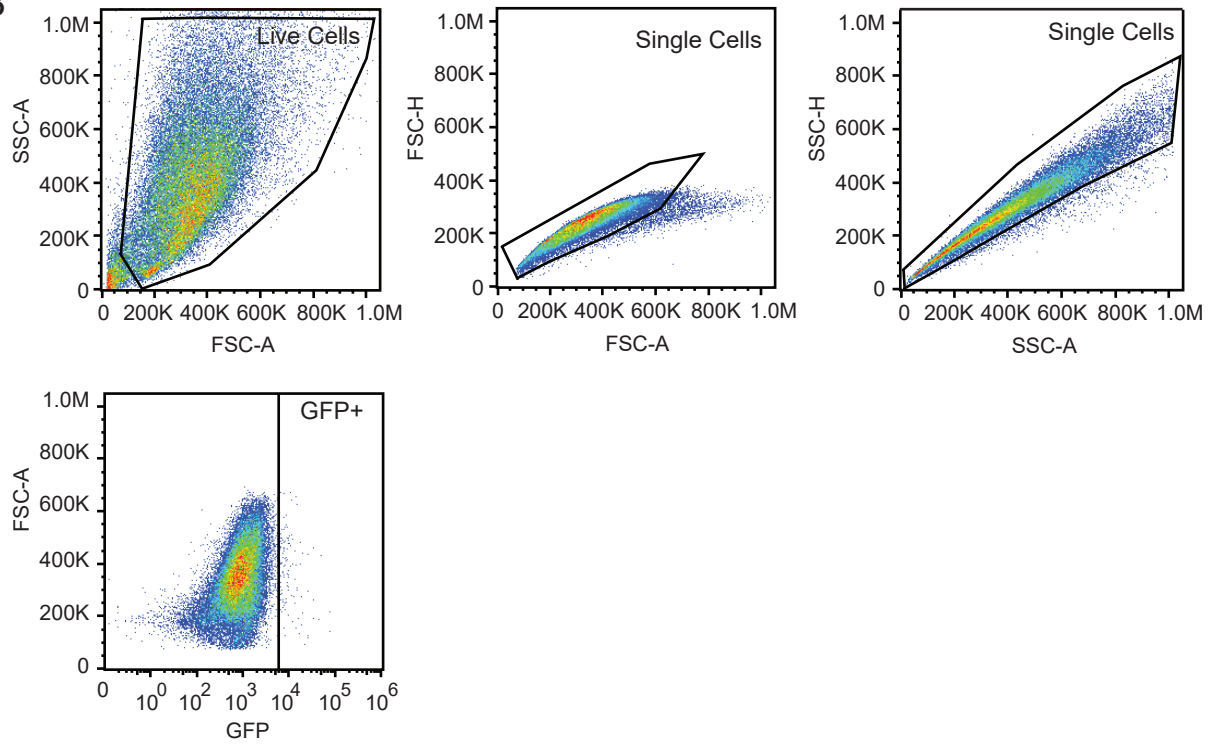 Live Cells
1.0M
800K
600K
400K
200K
0
SSC-A
0 200K 400K 600K 800K 1.0M
FSC-A
Single Cells
1.0M
800K
600K
400K
200K
0
FSC-H
0 200K 400K 600K 800K 1.0M
FSC-A
Single Cells
1.0M
800K
600K
400K
200K
0
SSC-H
0 200K 400K 600K 800K 1.0M
SSC-A
GFP+
1.0M
800K
600K
400K
200K
0
FSC-A
0 10⁰ 10² 10³ 10⁴ 10⁵ 10⁶
GFP